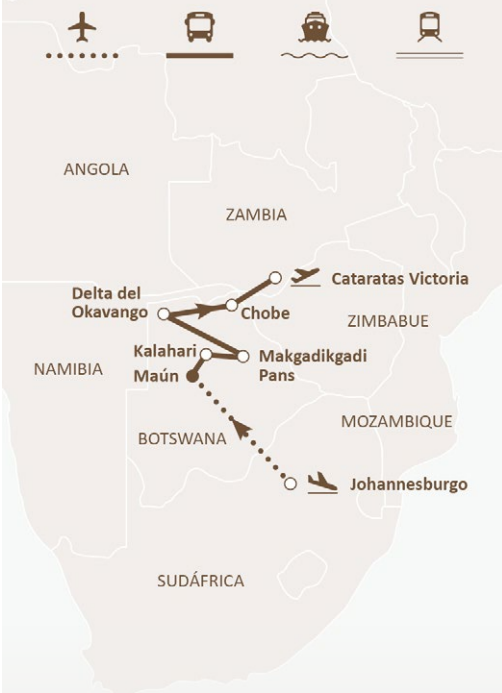 ANGOLA
ZAMBIA
Cataratas Victoria
Delta del
Okavango
Chobe
ZIMBABUE
Kalahari
Makgadikgadi
Pans
NAMIBIA
Maún
MOZAMBIQUE
BOTSWANA
Johannesburgo
SUDÁFRICA